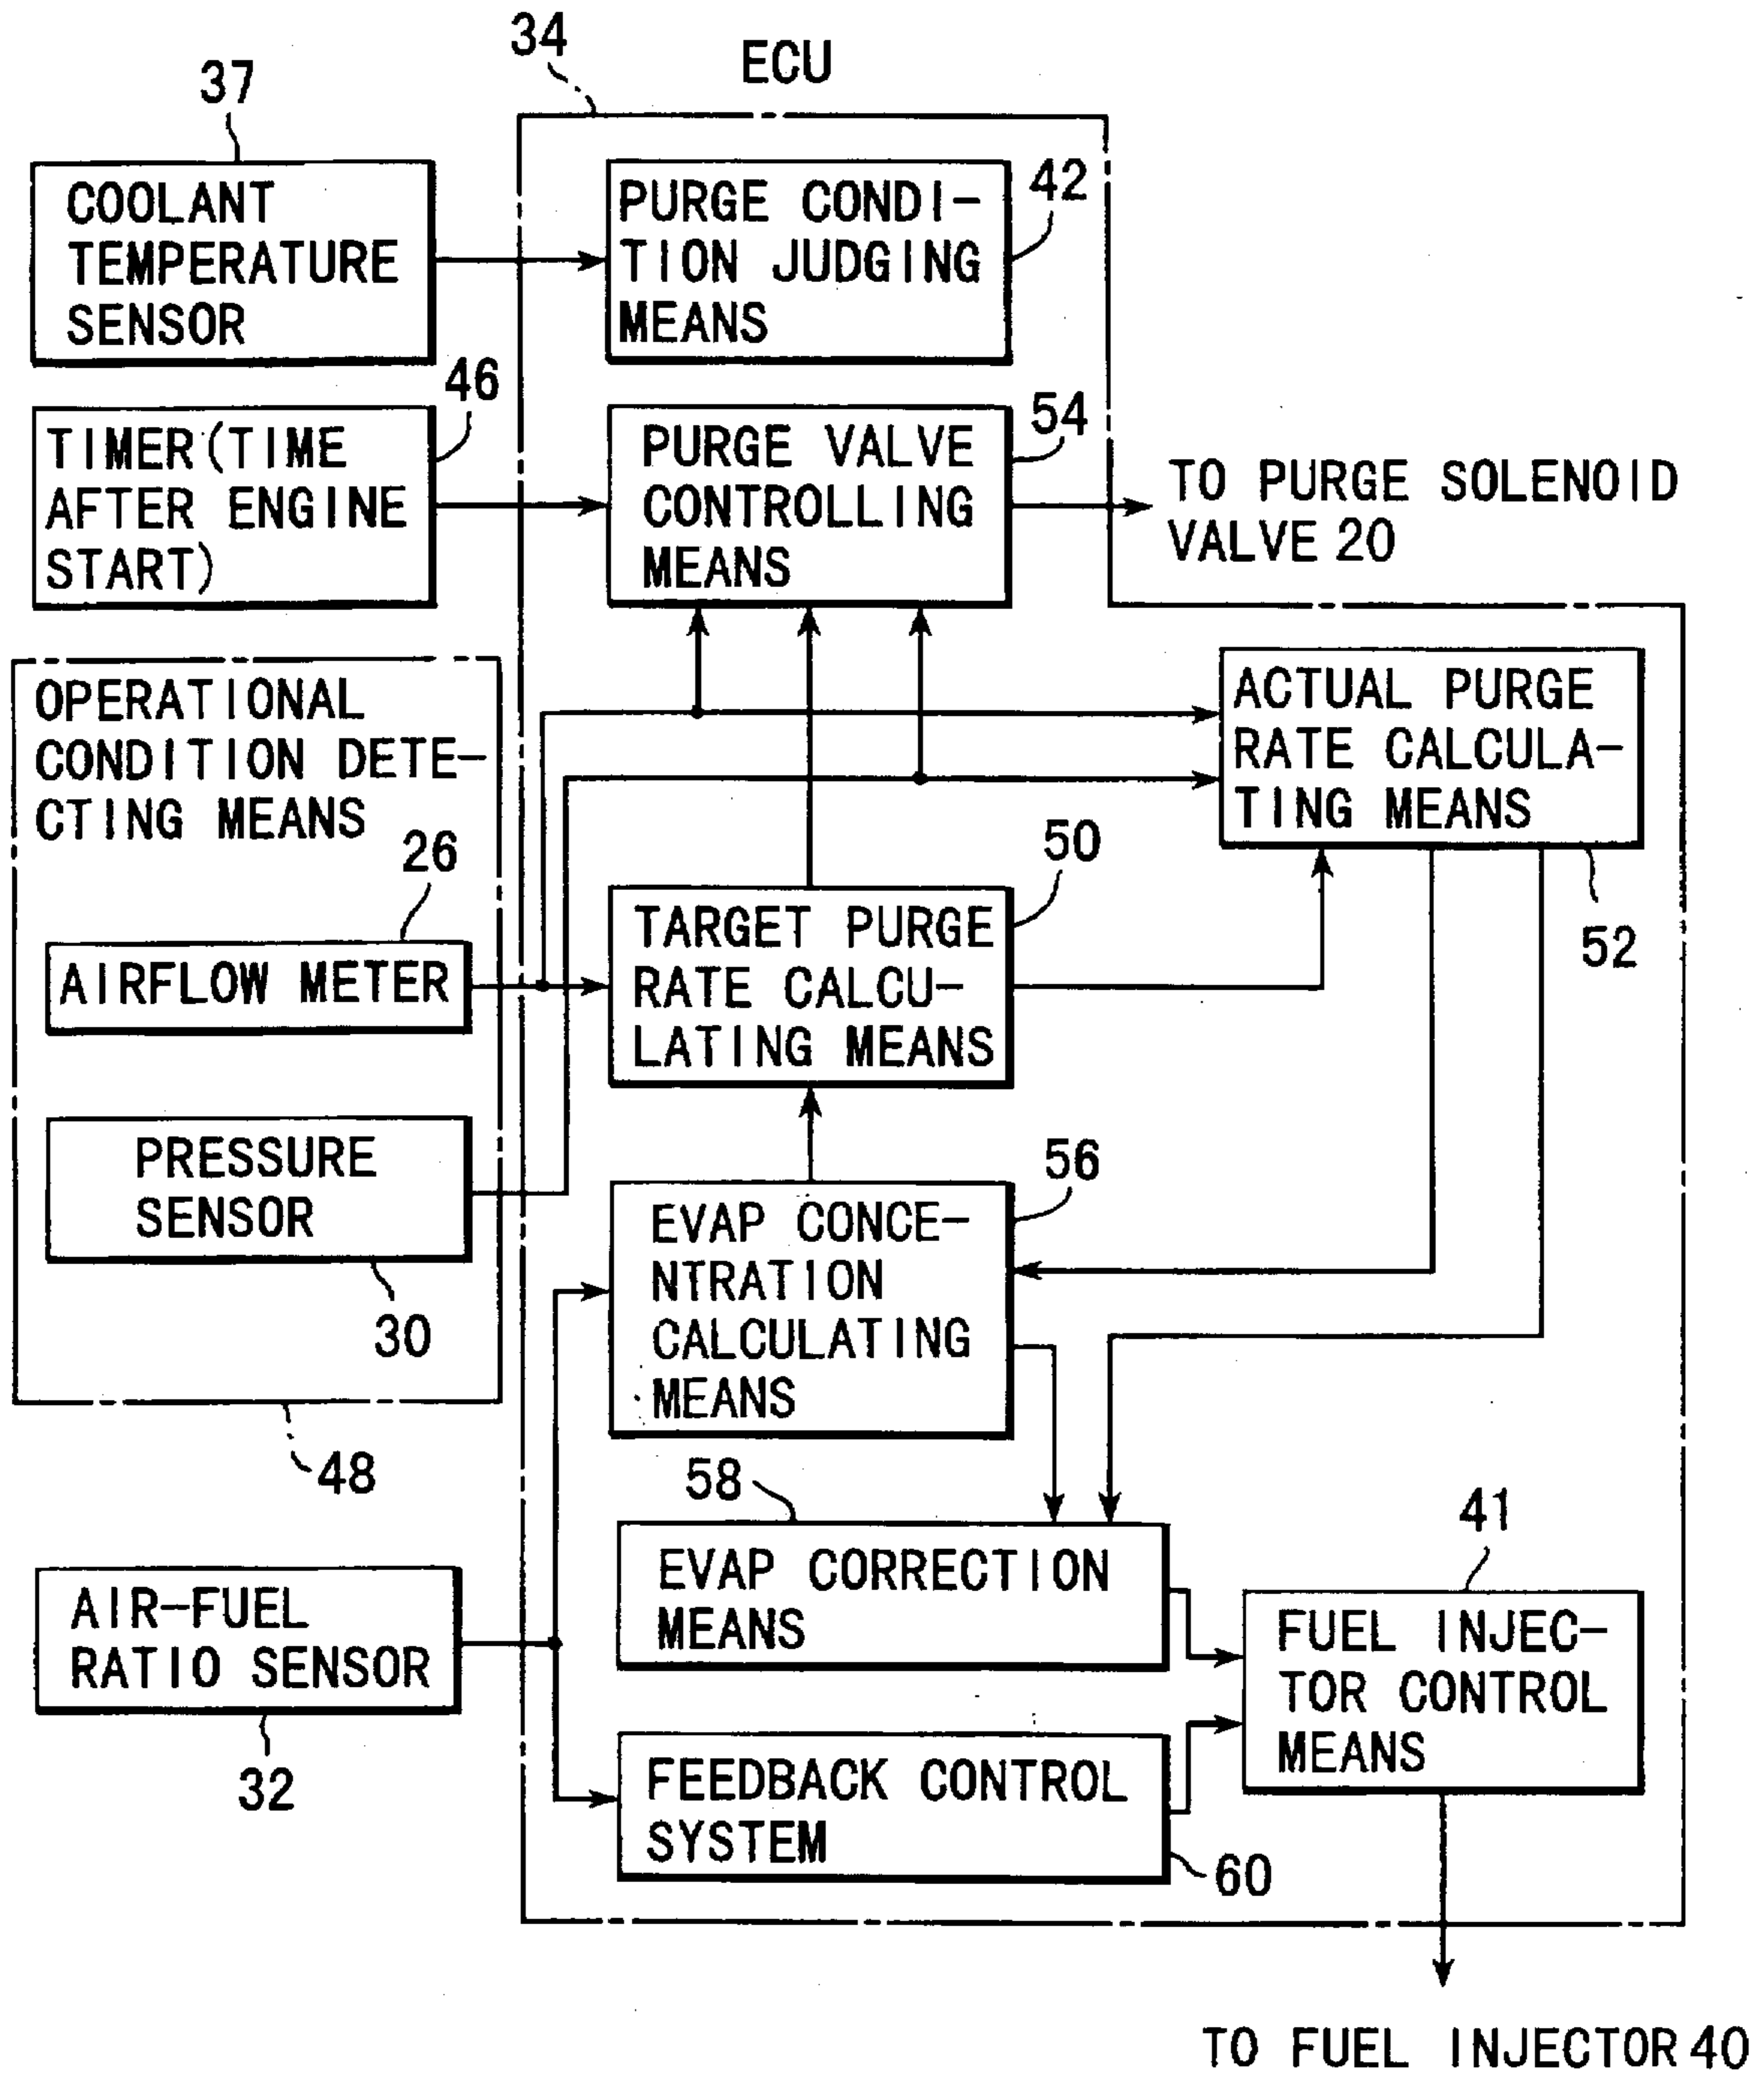 34
ECU
37
COOLANT
TEMPERATURE
SENSOR
PURGE CONDI-
TION JUDGING
MEANS
42
46
TIMER(TIME
AFTER ENGINE
START)
PURGE VALVE
CONTROLLING
MEANS
54
TO PURGE SOLENOID
VALVE 20
OPERATIONAL
CONDITION DETE-
CTING MEANS
ACTUAL PURGE
RATE CALCULA-
TING MEANS
52
26
AIRFLOW METER
50
TARGET PURGE
RATE CALCU-
LATING MEANS
PRESSURE
SENSOR
30
48
56
EVAP CONCE-
NTRATION
CALCULATING
MEANS
58
EVAP CORRECTION
MEANS
41
FUEL INJEC-
TOR CONTROL
MEANS
AIR-FUEL
RATIO SENSOR
32
FEEDBACK CONTROL
SYSTEM
60
TO FUEL INJECTOR 40